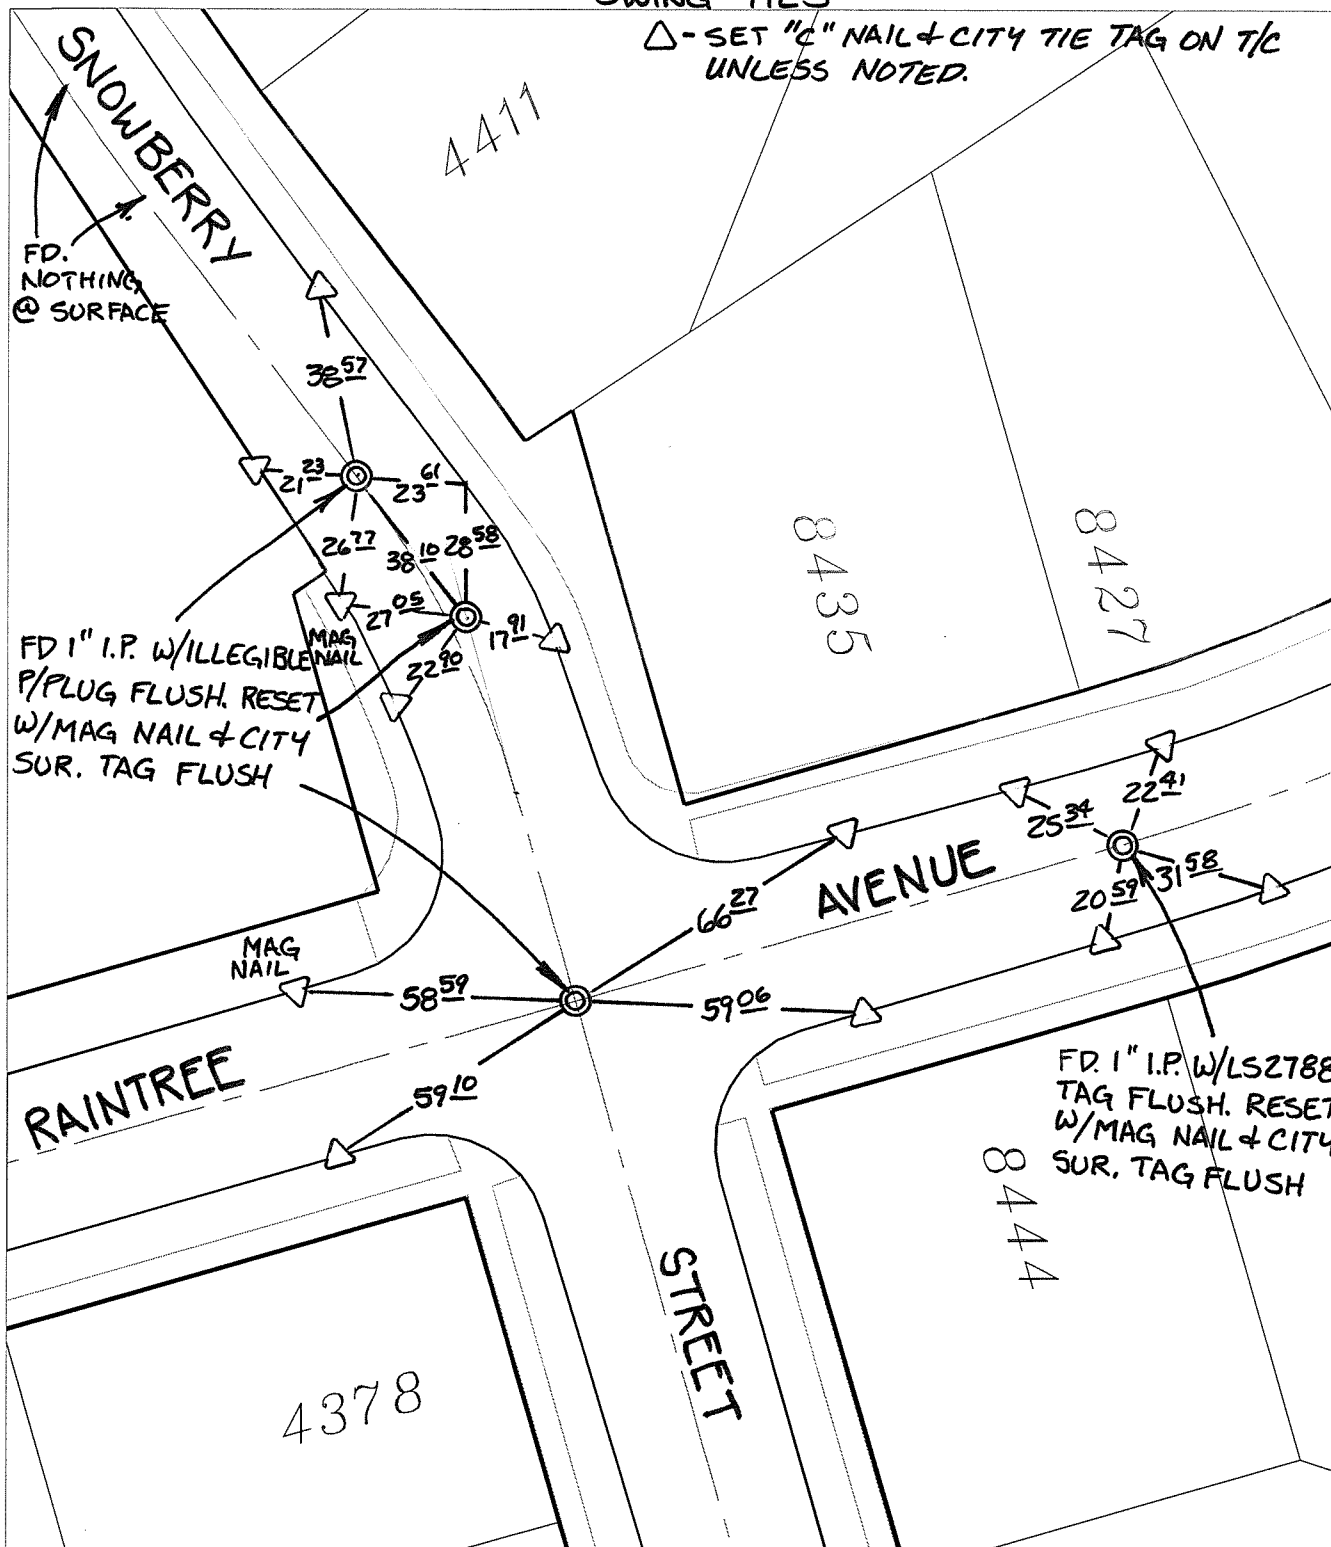 SWING TIES
△-SET "C" NAIL & CITY TIE TAG ON T/C
UNLESS NOTED.
SNOWBERRY
4411
FD.
NOTHING
@ SURFACE
38 57
21 23
23 61
26 77
38 10
28 58
27 05
17 91
22 90
MAG
NAIL
FD 1" I.P. W/ILLEGIBLE
P/PLUG FLUSH. RESET
W/MAG NAIL & CITY
SUR. TAG FLUSH
8435
8427
22 41
25 34
31 58
20 59
AVENUE
66 27
MAG
NAIL
58 59
59 06
59 10
RAINTREE
FD. 1" I.P. W/LS2788
TAG FLUSH. RESET
W/MAG NAIL & CITY
SUR. TAG FLUSH
8444
STREET
4378